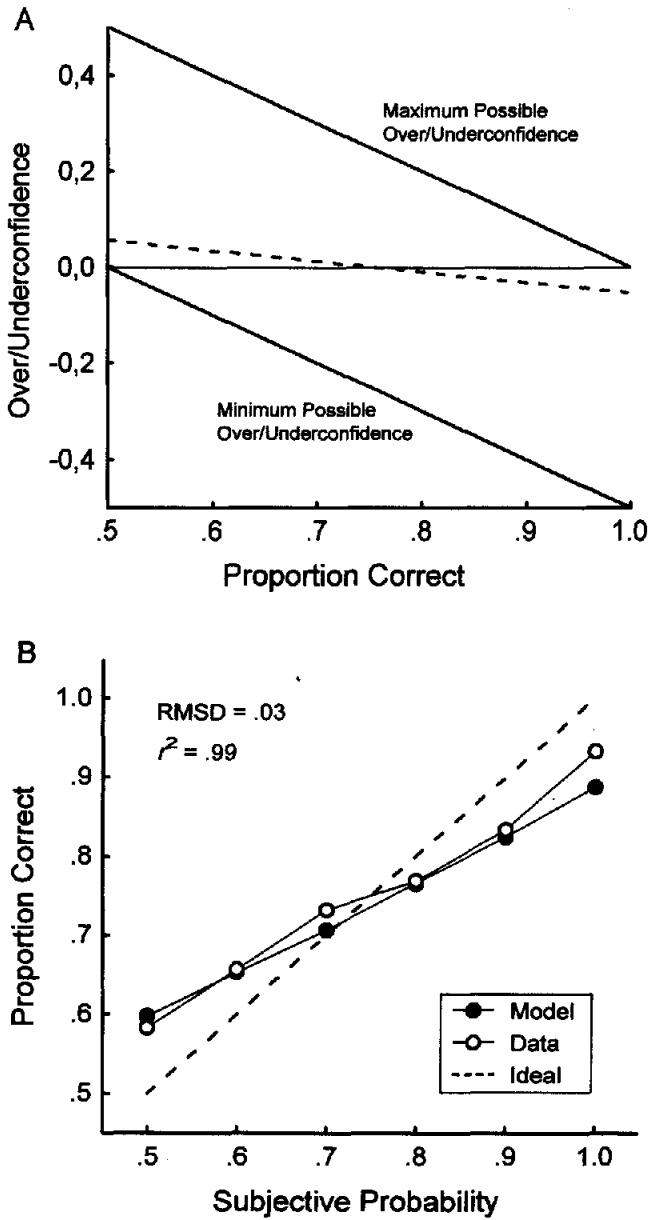 A
0,4
0,2
0,0
-0,2
-0,4
Over/Underconfidence
Maximum Possible
Over/Underconfidence
Minimum Possible
Over/Underconfidence
.5 .6 .7 .8 .9 1.0
Proportion Correct
B
1.0
.9
.8
.7
.6
.5
Proportion Correct
RMSD = .03
r² = .99
Model
Data
Ideal
.5 .6 .7 .8 .9 1.0
Subjective Probability